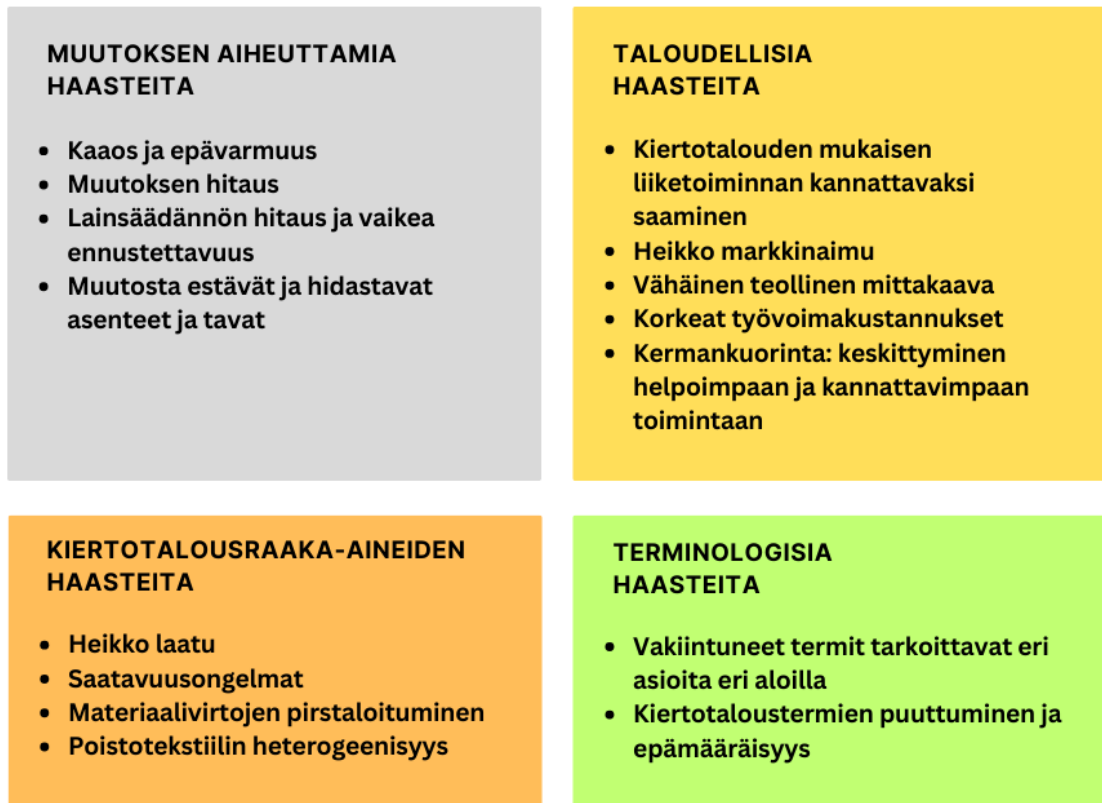 MUUTOKSEN AIHEUTTAMIA
HAASTEITA
• Kaaos ja epävarmuus
• Muutoksen hitaus
• Lainsäädännön hitaus ja vaikea
ennustettavuus
• Muutosta estävät ja hidastavat
asenteet ja tavat
TALOUDELLISIA
HAASTEITA
• Kiertotalouden mukaisen
liiketoiminnan kannattavaksi
saaminen
• Heikko markkinaimu
• Vähäinen teollinen mittakaava
• Korkeat työvoimakustannukset
• Kermankuorinta: keskittyminen
helpoimpaan ja kannattavimpaan
toimintaan
KIERTOTALOUSRAAKA-AINEIDEN
HAASTEITA
• Heikko laatu
• Saatavuusongelmat
• Materiaalivirtojen pirstaloituminen
• Poistotekstiilin heterogeenisyys
TERMINOLOGISIA
HAASTEITA
• Vakiintuneet termit tarkoittavat eri
asioita eri aloilla
• Kiertotaloustermien puuttuminen ja
epämääräisyys